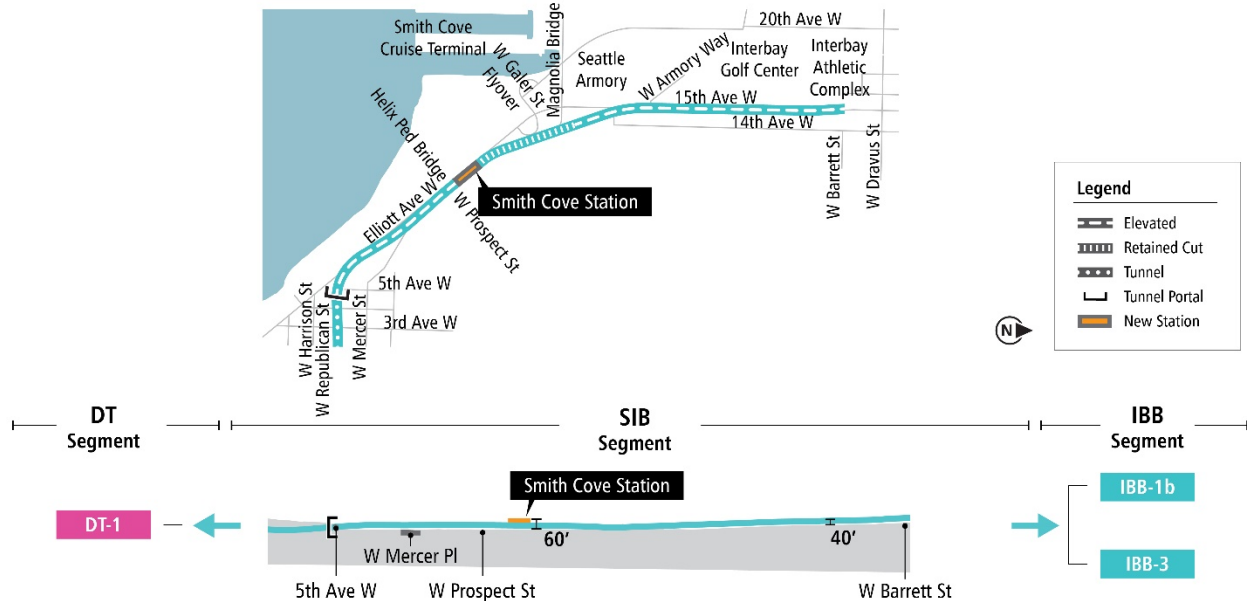 Smith Cove
Cruise Terminal
W Galer St
Flyover
Magnolia Bridge
20th Ave W
Seattle
Armory
W Armory Way
Interbay
Golf Center
Interbay
Athletic
Complex
15th Ave W
14th Ave W
Helix Ped Bridge
Elliott Ave W
W Prospect St
Smith Cove Station
W Barrett St
W Dravus St
5th Ave W
3rd Ave W
W Harrison St
W Republican St
W Mercer St
N
Legend
Elevated
Retained Cut
Tunnel
Tunnel Portal
New Station
DT
Segment
SIB
Segment
IBB
Segment
Smith Cove Station
DT-1
IBB-1b
IBB-3
60’
40’
W Mercer Pl
5th Ave W
W Prospect St
W Barrett St